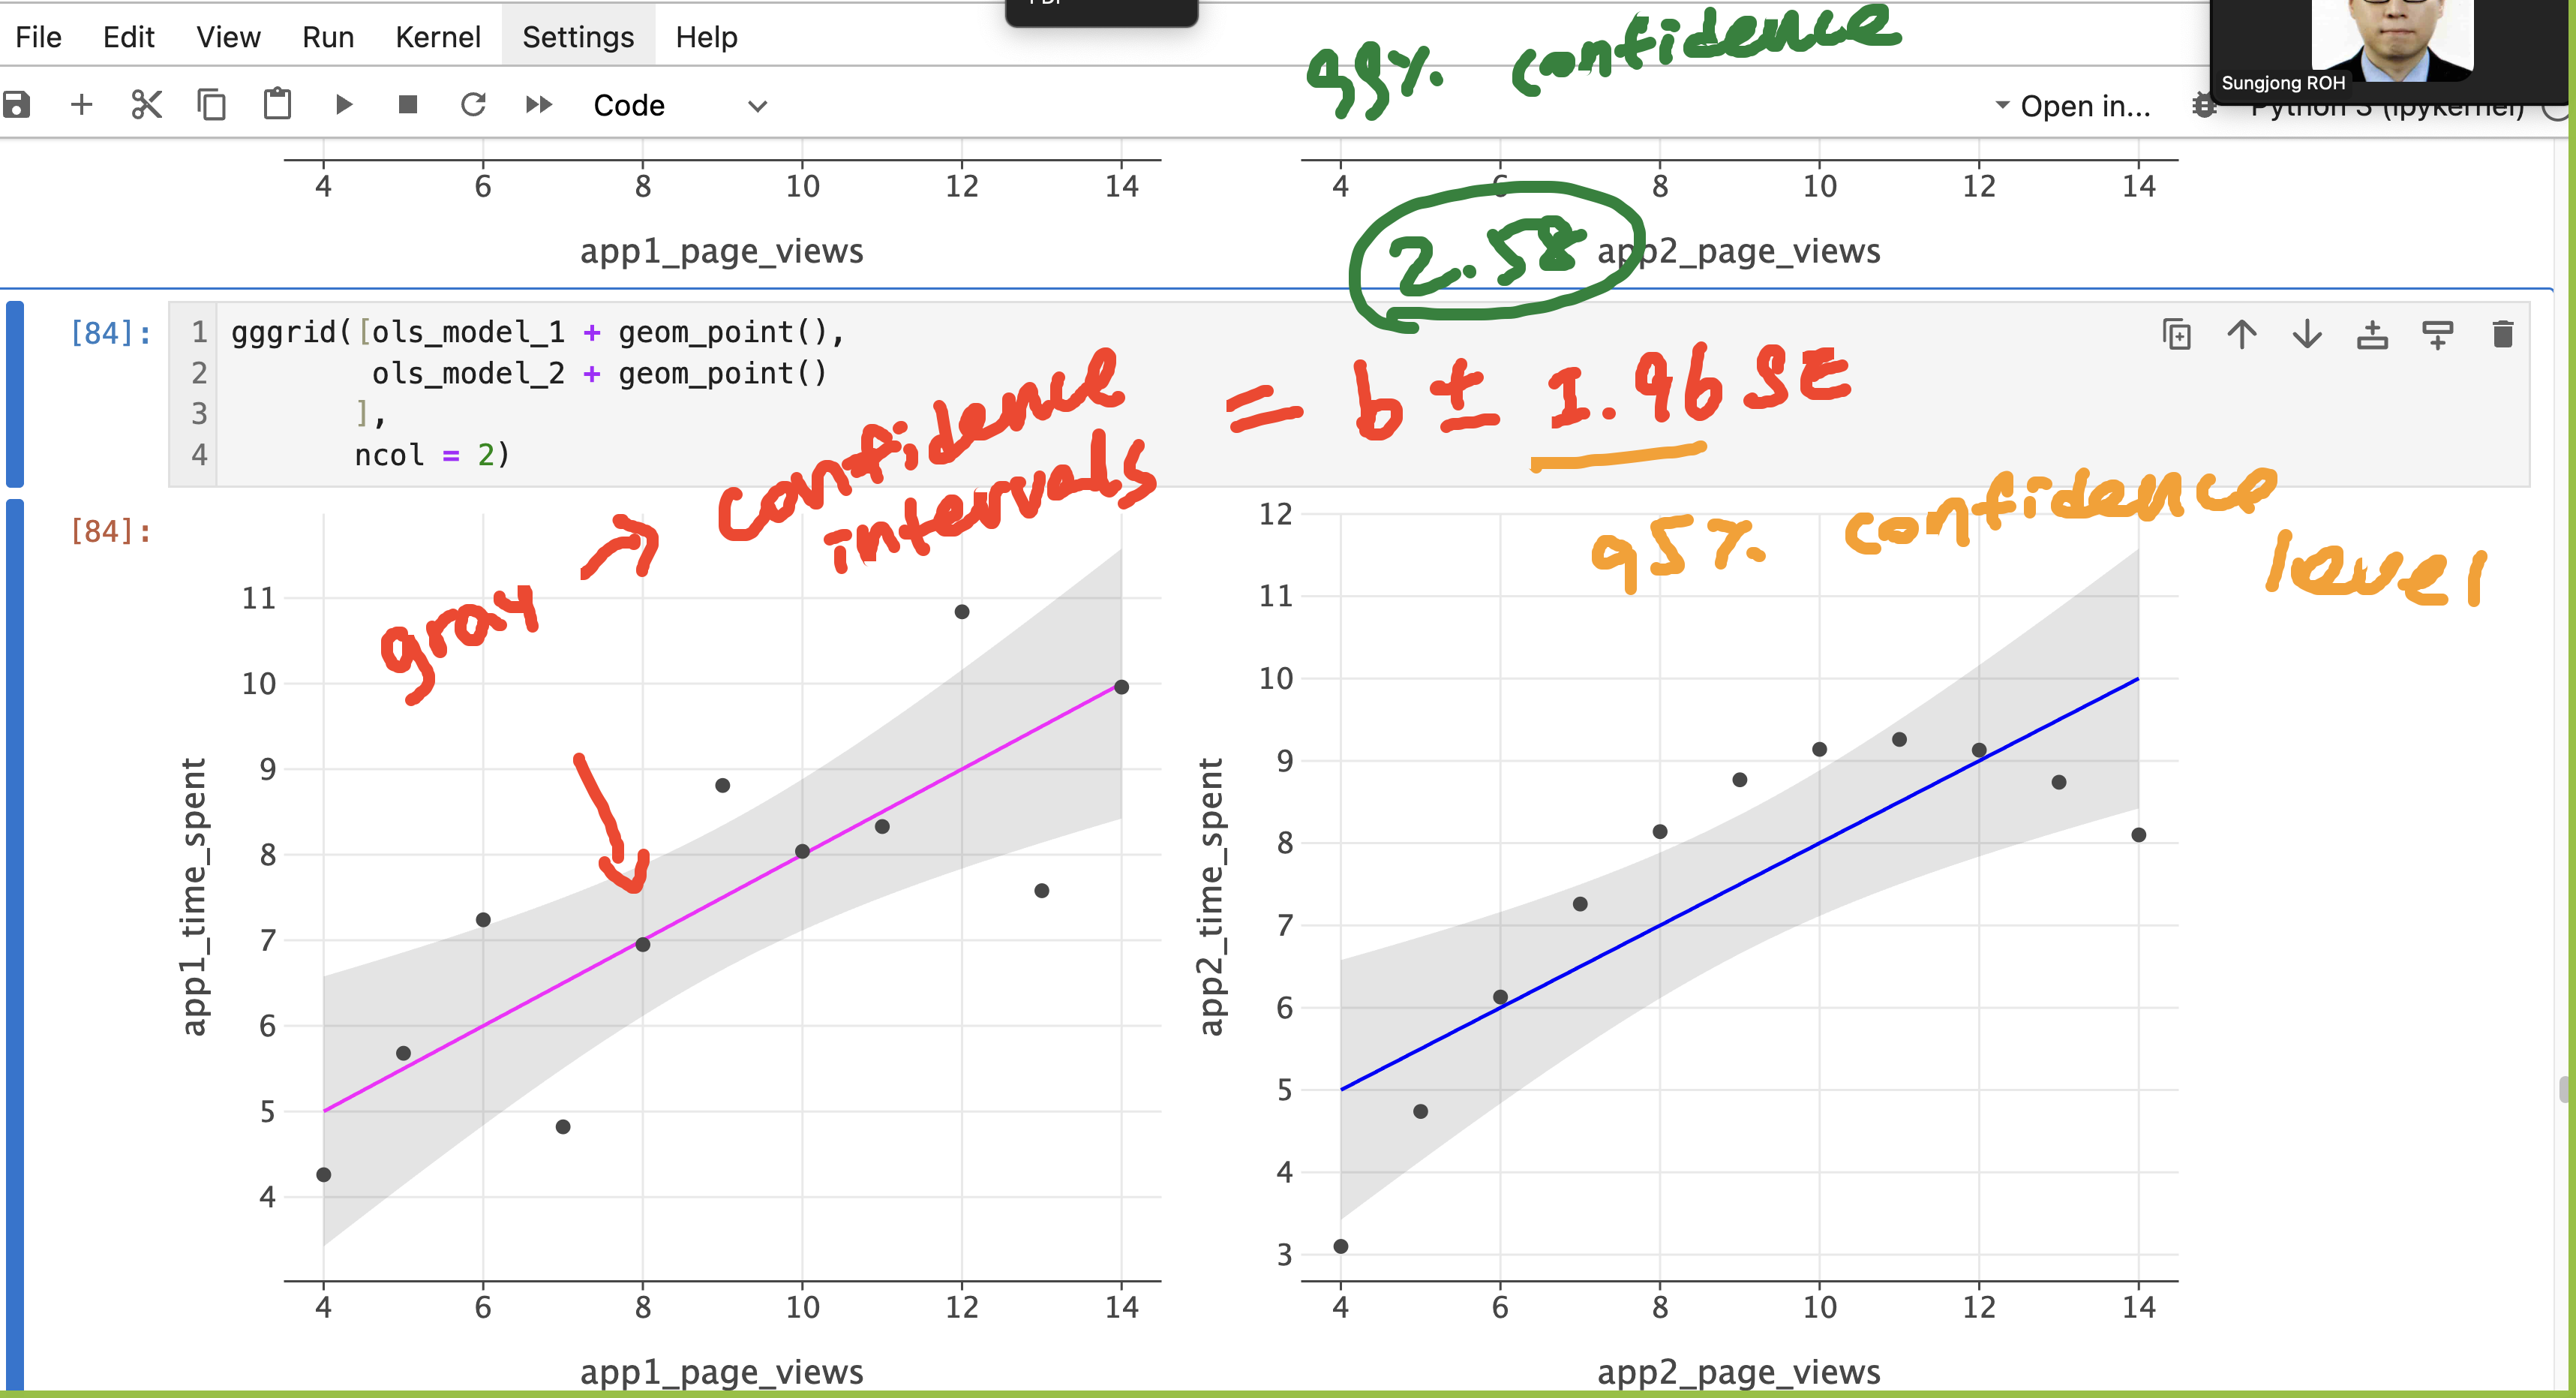 File Edit View Run Kernel Settings Help
99% confidence
Sungjong ROH
Code
Open in...
Python 3 (ipykernel)
4 6 8 10 12 14
app1_page_views
4 6 8 10 12 14
app2_page_views
2.58
[84]:
1 gggrid([ols_model_1 + geom_point(),
2 ols_model_2 + geom_point()
3 ],
4 ncol = 2)
gray → confidence
intervals
= b ± 1.96 SE
95% confidence
level
[84]:
11
10
9
8
7
6
5
4
app1_time_spent
4 6 8 10 12 14
app1_page_views
12
11
10
9
8
7
6
5
4
3
app2_time_spent
4 6 8 10 12 14
app2_page_views